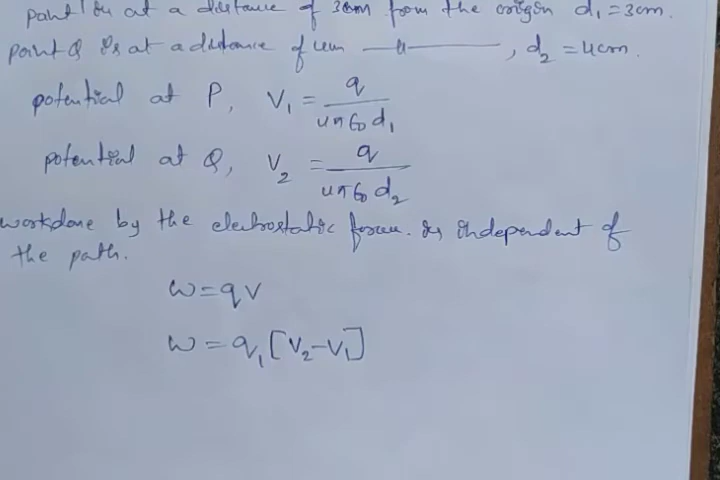 point P is at a distance of 3cm from the origin d₁ = 3cm.
point Q is at a distance of 4cm —〃—, d₂ = 4cm.
potential at P, V₁ = q / 4πϵ₀ d₁
potential at Q, V₂ = q / 4πϵ₀ d₂
workdone by the electrostatic force is independent of
the path.
W = qV
W = q₁ [V₂ - V₁]